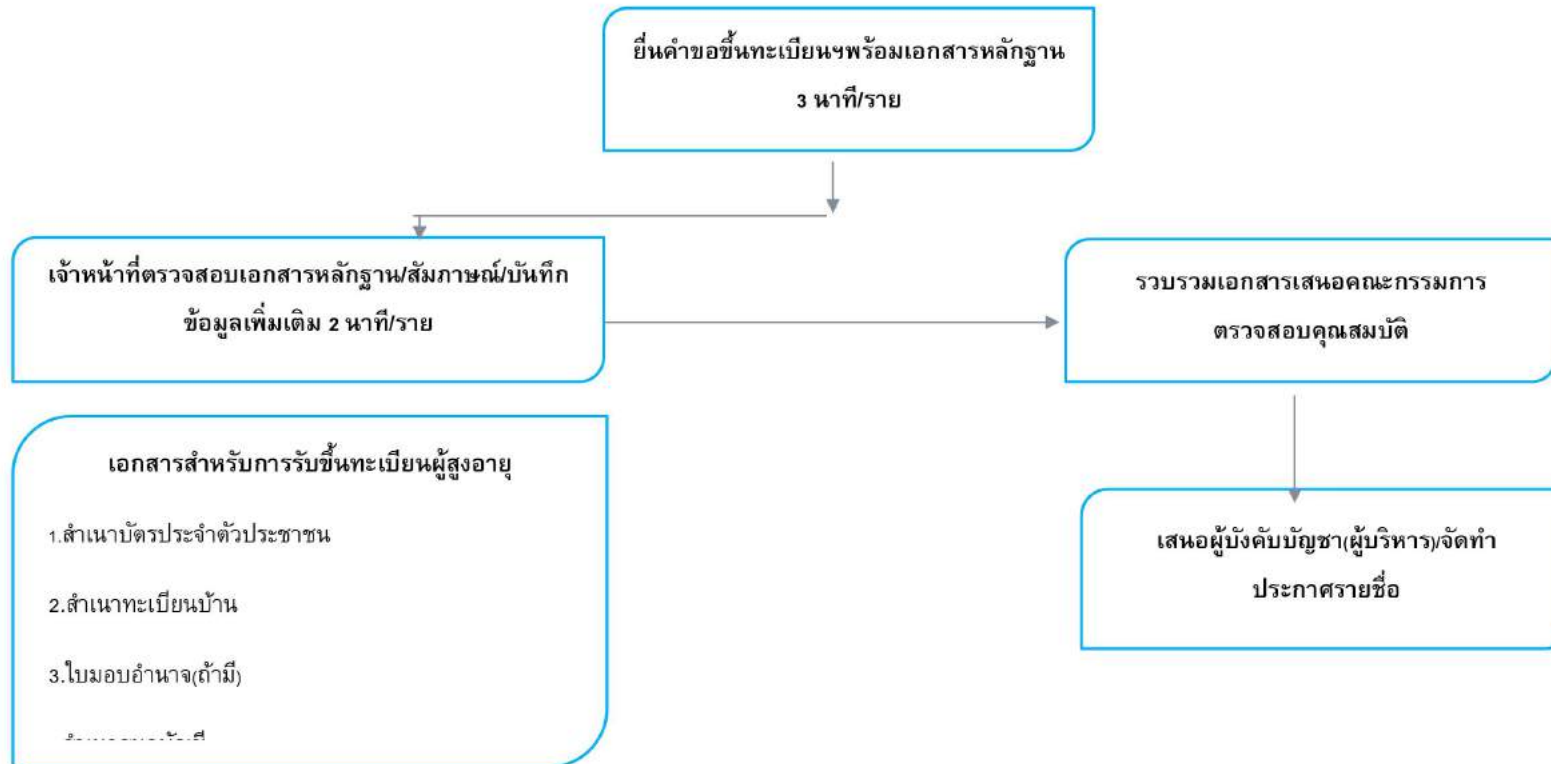 ยื่นคำขอขึ้นทะเบียนฯพร้อมเอกสารหลักฐาน
3 นาที/ราย
เจ้าหน้าที่ตรวจสอบเอกสารหลักฐาน/สัมภาษณ์/บันทึก
ข้อมูลเพิ่มเติม 2 นาที/ราย
รวบรวมเอกสารเสนอคณะกรรมการ
ตรวจสอบคุณสมบัติ
เอกสารสำหรับการรับขึ้นทะเบียนผู้สูงอายุ
1.สำเนาบัตรประจำตัวประชาชน
2.สำเนาทะเบียนบ้าน
3.ใบมอบอำนาจ(ถ้ามี)
เสนอผู้บังคับบัญชา(ผู้บริหาร)/จัดทำ
ประกาศรายชื่อ